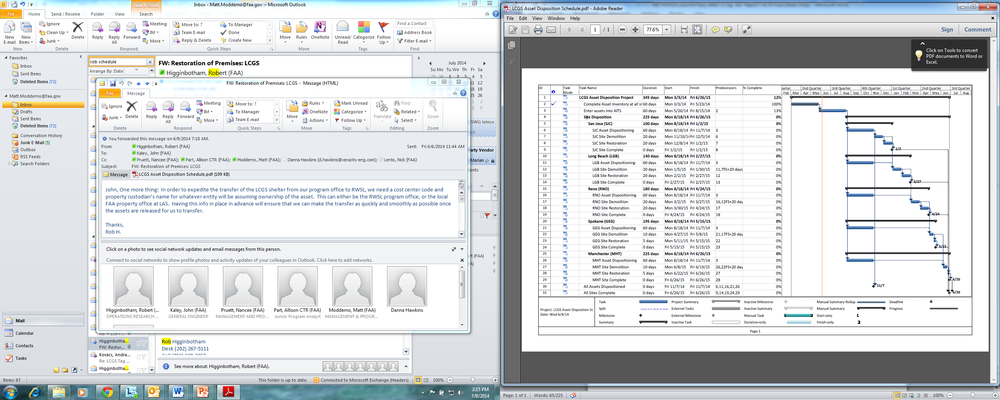 Search Tools
Inbox - Matt.Modderno@faa.gov - Microsoft Outlook
File Home Send / Receive Folder View Search
New E-mail
New Items
Ignore
Clean Up
Junk
Delete
Reply
Reply All
Forward
Meeting
IM
More
Move to: ?
Team E-mail
Reply & Delete
To Manager
Done
Create New
Move
Rules
OneNote
Unread/ Read
Categorize
Follow Up
Find a Contact
Address Book
Filter E-mail
New Delete Respond Quick Steps Move Tags Find
Favorites
Inbox
Sent Items
Deleted Items (72)
Matt.Modderno@faa.gov
Inbox
Drafts
Sent Items
Deleted Items (72)
Conversation History
Junk E-Mail [5]
Outbox
RSS Feeds
Search Folders
Mail
Calendar
Contacts
Tasks
rob schedule
Arrange By: Date
FW: Restoration of Premises: LCGS
Higginbotham, Robert (FAA)
July 2014
Su Mo Tu We Th Fr Sa
29 30 1 2 3 4 5
FW: Restoration of Premises: LCGS - Message (HTML)
File Message
Ignore
Junk
Delete
Reply
Reply All
Forward
Meeting
IM
More
Move to: ?
To Manager
Team E-mail
Move
Rules
OneNote
Actions
Mark Unread
Categorize
Follow Up
Translate
Find
Related
Select
Zoom
Delete Respond Quick Steps Move Tags Editing Zoom
You forwarded this message on 6/9/2014 7:18 AM.
From: Higginbotham, Robert (FAA) Sent: Fri 6/6/2014 11:44 AM
To: Kaley, John (FAA)
Cc: Pruett, Nancee (FAA); Part, Allison CTR (FAA); Modderno, Matt (FAA); Danna Hawkins (d.hawkins@veracity-eng.com); Lento, Nick (FAA)
Subject: FW: Restoration of Premises: LCGS
Message LCGS Asset Disposition Schedule.pdf (109 KB)
John, One more thing: In order to expedite the transfer of the LCGS shelter from our program office to RWSL, we need a cost center code and
property custodian's name for whatever entity will be assuming ownership of the asset. This can either be the RWSL program office, or the local
FAA property office at LAS. Having this info in place in advance will ensure that we can make the transfer as quickly and smoothly as possible once
the assets are released for us to transfer.
Thanks,
Rob H.
Click on a photo to see social network updates and email messages from this person.
Connect to social networks to show profile photos and activity updates of your colleagues in Outlook. Click here to add networks.
Higginbotham, Robert (... Kaley, John (FAA) Pruett, Nancee (FAA) Part, Allison CTR (FAA) Modderno, Matt (FAA) Danna Hawkins
OPERATIONS RESEARCH ... GENERAL ENGINEER MANAGEMENT AND PRO... Junior Program Analyst MANAGEMENT & PROGR...
Higginbotha...
FW: Restor...
Kovacs, Andra...
Re: LCGS Tag ...
Higginbotha...
Rob Higginbotham
Desk (202) 267-5111
See more about: Higginbotham, Robert (FAA).
Items: 67
This folder is up to date. Connected to Microsoft Exchange (Headers) 100%
2:15 PM
7/8/2014
LCGS Asset Disposition Schedule.pdf - Adobe Reader
File Edit View Window Help
1 / 1 77.6% Sign Comment
Click on Tools to convert
PDF documents to Word or
Excel.
ID Task Mode Task Name Duration Start Finish Predecessors % Complete
arter 2nd Quarter 3rd Quarter 4th Quarter 1st Quarter 2nd Quarter 3rd Quarter
Feb Mar Apr May Jun Jul Aug Sep Oct Nov Dec Jan Feb Mar Apr May Jun Jul Aug
1 LCGS Asset Disposition Project 345 days Mon 3/3/14 Fri 6/26/15 12%
2 Complete Asset Inventory at all si 60 days Mon 3/3/14 Fri 5/23/14 100%
3 Enter assets into AITS 60 days Mon 5/26/14 Fri 8/15/14 2 13%
4 Site Disposition 225 days Mon 8/18/14 Fri 6/26/15 0%
5 San Jose (SJC) 100 days Mon 8/18/14 Fri 1/2/15 0%
6 SJC Asset Dispositioning 60 days Mon 8/18/14 Fri 11/7/14 3 0%
7 SJC Site Demolition 20 days Mon 11/10/14 Fri 12/5/14 6 0%
8 SJC Site Restoration 20 days Mon 12/8/14 Fri 1/2/15 7 0%
9 SJC Site Complete 0 days Fri 1/2/15 Fri 1/2/15 8 0% 1/2
10 Long Beach (LGB) 140 days Mon 8/18/14 Fri 2/27/15 0%
11 LGB Asset Dispositioning 60 days Mon 8/18/14 Fri 11/7/14 3 0%
12 LGB Site Demolition 20 days Mon 1/5/15 Fri 1/30/15 11,7FS+20 days 0%
13 LGB Site Restoration 20 days Mon 2/2/15 Fri 2/27/15 12 0%
14 LGB Site Complete 0 days Fri 2/27/15 Fri 2/27/15 13 0% 2/27
15 Reno (RNO) 180 days Mon 8/18/14 Fri 4/24/15 0%
16 RNO Asset Dispositioning 60 days Mon 8/18/14 Fri 11/7/14 3 0%
17 RNO Site Demolition 20 days Mon 3/2/15 Fri 3/27/15 16,12FS+20 day 0%
18 RNO Site Restoration 20 days Mon 3/30/15 Fri 4/24/15 17 0%
19 RNO Site Complete 0 days Fri 4/24/15 Fri 4/24/15 18 0% 4/24
20 Spokane (GEG) 195 days Mon 8/18/14 Fri 5/15/15 0%
21 GEG Asset Dispositioning 60 days Mon 8/18/14 Fri 11/7/14 3 0%
22 GEG Site Demolition 10 days Mon 4/27/15 Fri 5/8/15 21,17FS+20 day 0%
23 GEG Site Restoration 5 days Mon 5/11/15 Fri 5/15/15 22 0%
24 GEG Site Complete 0 days Fri 5/15/15 Fri 5/15/15 23 0% 5/15
25 Manchester (MHT) 225 days Mon 8/18/14 Fri 6/26/15 0%
26 MHT Asset Dispositioning 60 days Mon 8/18/14 Fri 11/7/14 3 0%
27 MHT Site Demolition 10 days Mon 6/8/15 Fri 6/19/15 26,22FS+20 day 0%
28 MHT Site Restoration 5 days Mon 6/22/15 Fri 6/26/15 27 0%
29 MHT Site Complete 0 days Fri 6/26/15 Fri 6/26/15 28 0% 6/26
30 All Assets Dispositioned 0 days Fri 11/7/14 Fri 11/7/14 6,11,16,21,26 0% 11/7
31 All Sites Complete 0 days Fri 6/26/15 Fri 6/26/15 9,14,19,24,29 0% 6/26
Project: LCGS Asset Disposition Sc
Date: Wed 6/4/14
Task Project Summary Inactive Milestone Manual Summary Rollup Deadline
Split External Tasks Inactive Summary Manual Summary Progress
Milestone External Milestone Manual Task Start-only
Summary Inactive Task Duration-only Finish-only
Page 1
Page: 1 of 1 Words: 65/225 100%